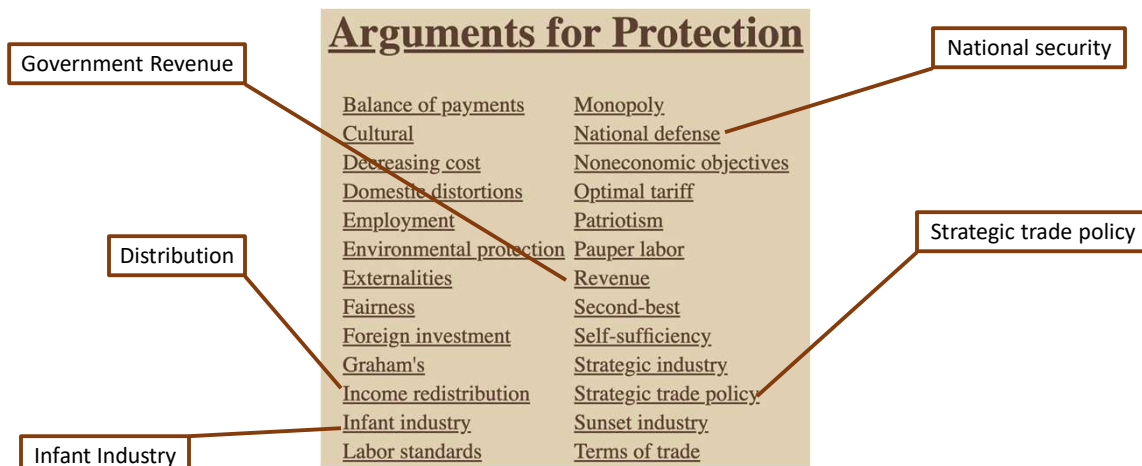 Arguments for Protection
Government Revenue
National security
Balance of payments
Cultural
Decreasing cost
Domestic distortions
Employment
Environmental protection
Externalities
Fairness
Foreign investment
Graham's
Income redistribution
Infant industry
Labor standards
Monopoly
National defense
Noneconomic objectives
Optimal tariff
Patriotism
Pauper labor
Revenue
Second-best
Self-sufficiency
Strategic industry
Strategic trade policy
Sunset industry
Terms of trade
Distribution
Strategic trade policy
Infant Industry